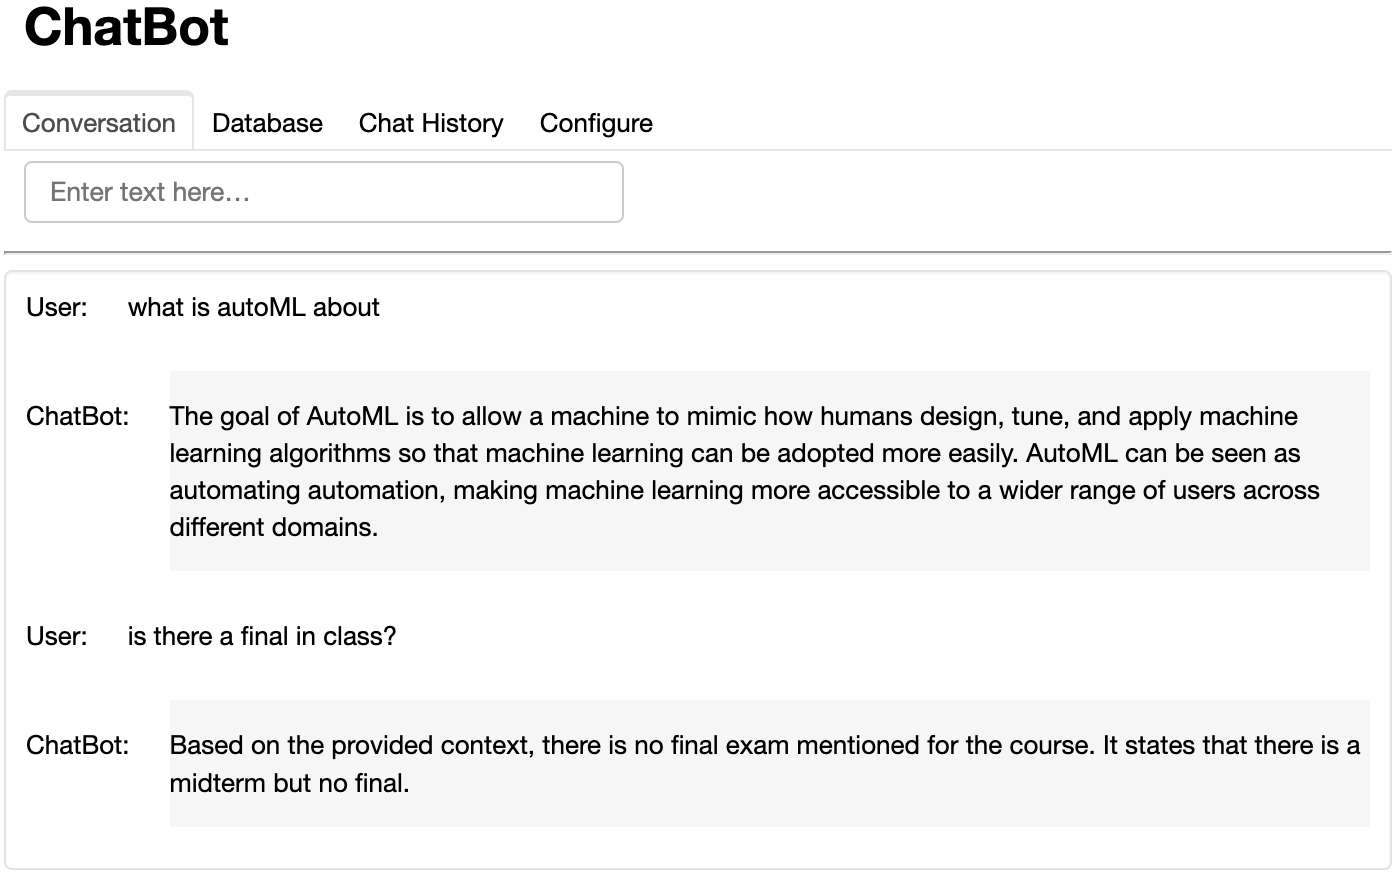 ChatBot
Conversation Database Chat History Configure
Enter text here...
User: what is autoML about
ChatBot: The goal of AutoML is to allow a machine to mimic how humans design, tune, and apply machine
learning algorithms so that machine learning can be adopted more easily. AutoML can be seen as
automating automation, making machine learning more accessible to a wider range of users across
different domains.
User: is there a final in class?
ChatBot: Based on the provided context, there is no final exam mentioned for the course. It states that there is a
midterm but no final.